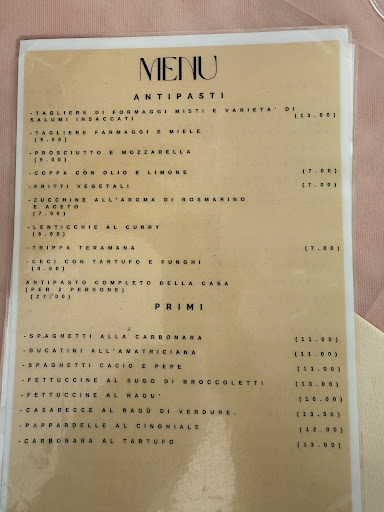 MENU
ANTIPASTI
-TAGLIERE DI FORMAGGI MISTI E VARIETA' DI
SALUMI INSACCATI (13.00)
-TAGLIERE FARMAGGI E MIELE
(9.00)
-PROSCIUTTO E MOZZARELLA
(9.00)
-COPPA CON OLIO E LIMONE (7.00)
-FRITTI VEGETALI (7.00)
-ZUCCHINE ALL'AROMA DI ROSMARINO
E ACETO
(7.00)
-LENTICCHIE AL CURRY
(6.00)
-TRIPPA TERAMANA (7.00)
-CECI CON TARTUFO E FUNGHI
(8.00)
ANTIPASTO COMPLETO DELLA CASA
(PER 2 PERSONE)
(27.00)
PRIMI
-SPAGHETTI ALLA CARBONARA (11.00)
-BUCATINI ALL'AMATRICIANA (11.00)
-SPAGHETTI CACIO E PEPE (11.00)
-FETTUCCINE AL SUGO DI BROCCOLETTI (13.00)
-FETTUCCINE AL RAGU' (10.00)
-CASARECCE AL RAGÙ DI VERDURE. (13.00)
-PAPPARDELLE AL CINGHIALE (12.00)
-CARBONARA AL TARTUFO (13.90)